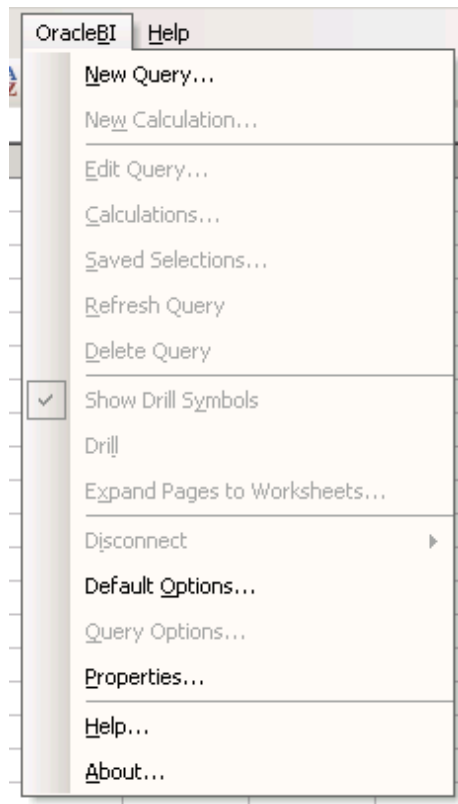 OracleBI Help
New Query...
New Calculation...
Edit Query...
Calculations...
Saved Selections...
Refresh Query
Delete Query
Show Drill Symbols
Drill
Expand Pages to Worksheets...
Disconnect
Default Options...
Query Options...
Properties...
Help...
About...